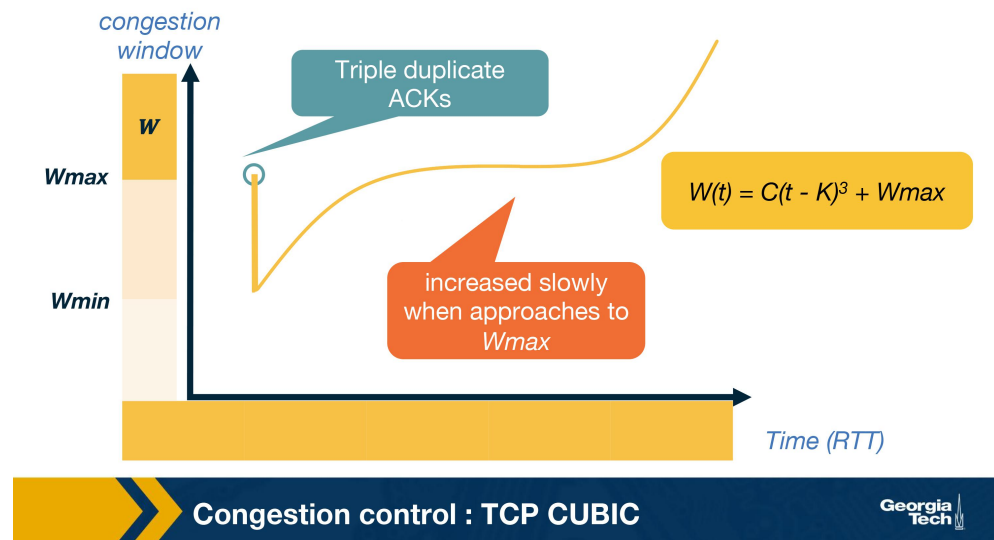 congestion
window
Triple duplicate
ACKs
W
Wmax
W(t) = C(t - K)³ + Wmax
increased slowly
when approaches to
Wmax
Wmin
Time (RTT)
Congestion control : TCP CUBIC
Georgia
Tech